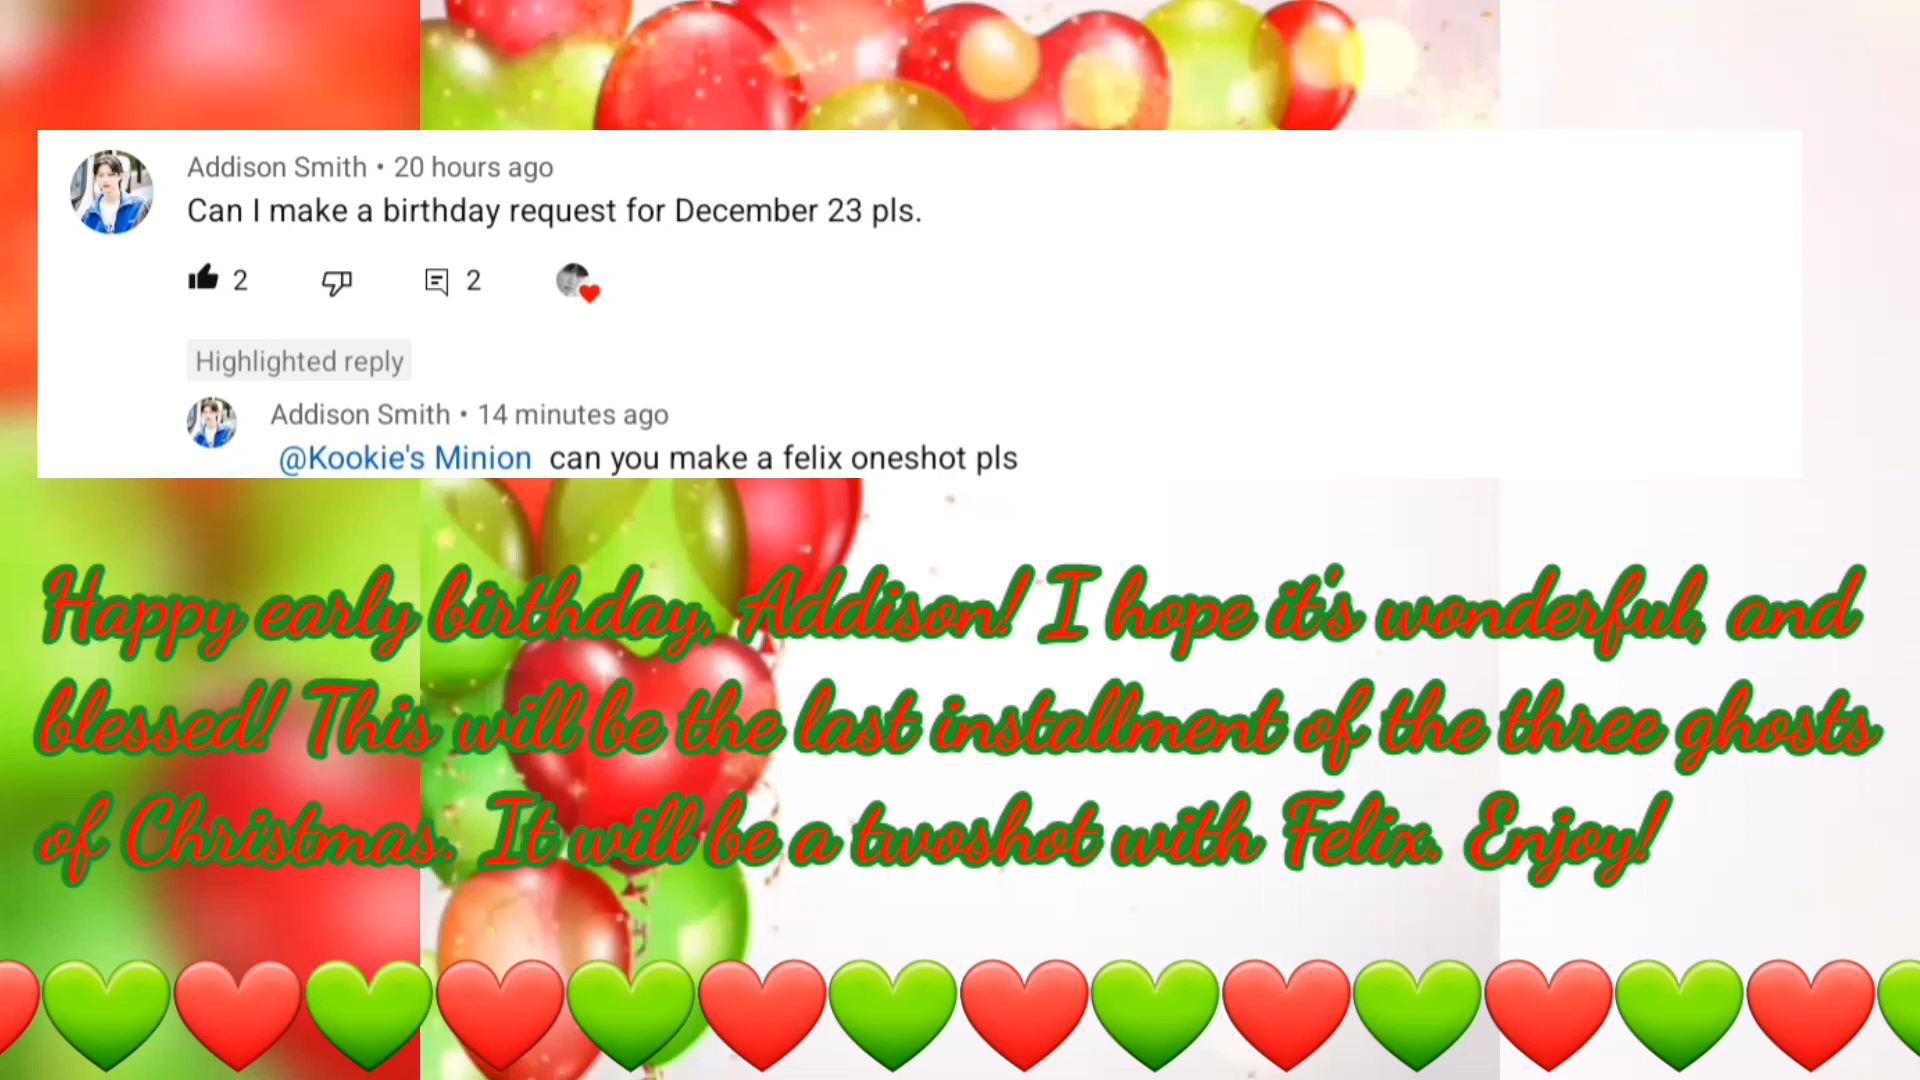 Addison Smith • 20 hours ago
Can I make a birthday request for December 23 pls.
2
2
Highlighted reply
Addison Smith • 14 minutes ago
@Kookie's Minion can you make a felix oneshot pls
Happy early birthday, Addison! I hope it's wonderful, and
blessed! This will be the last installment of the three ghosts
of Christmas. It will be a twoshot with Felix. Enjoy!